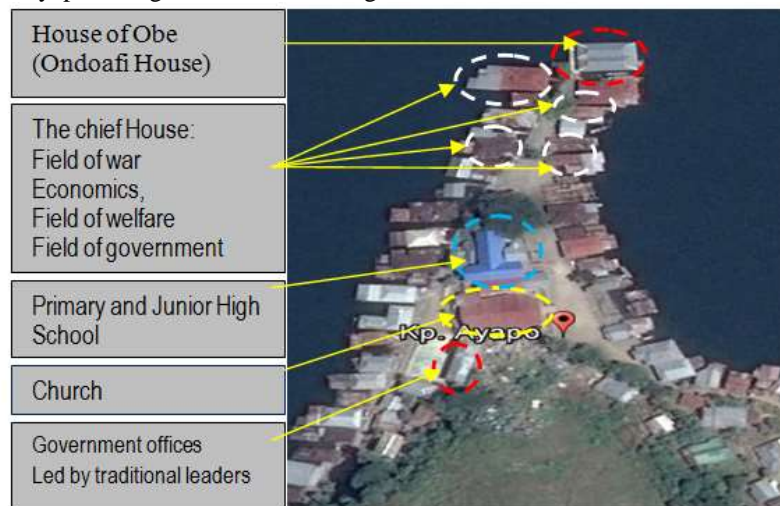 House of Obe
(Ondoafi House)
The chief House:
Field of war
Economics,
Field of welfare
Field of government
Primary and Junior High
School
Church
Government offices
Led by traditional leaders
Kp. Ayapo